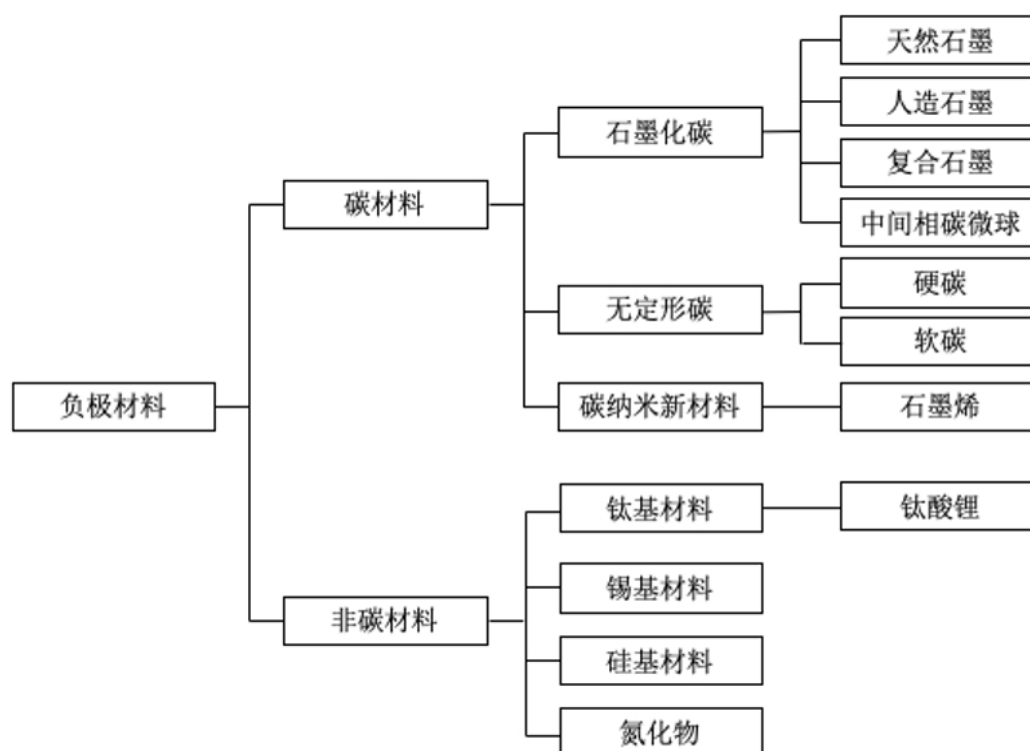 天然石墨
人造石墨
石墨化碳
复合石墨
碳材料
中间相碳微球
硬碳
无定形碳
软碳
负极材料
碳纳米新材料
石墨烯
钛基材料
钛酸锂
锡基材料
非碳材料
硅基材料
氮化物